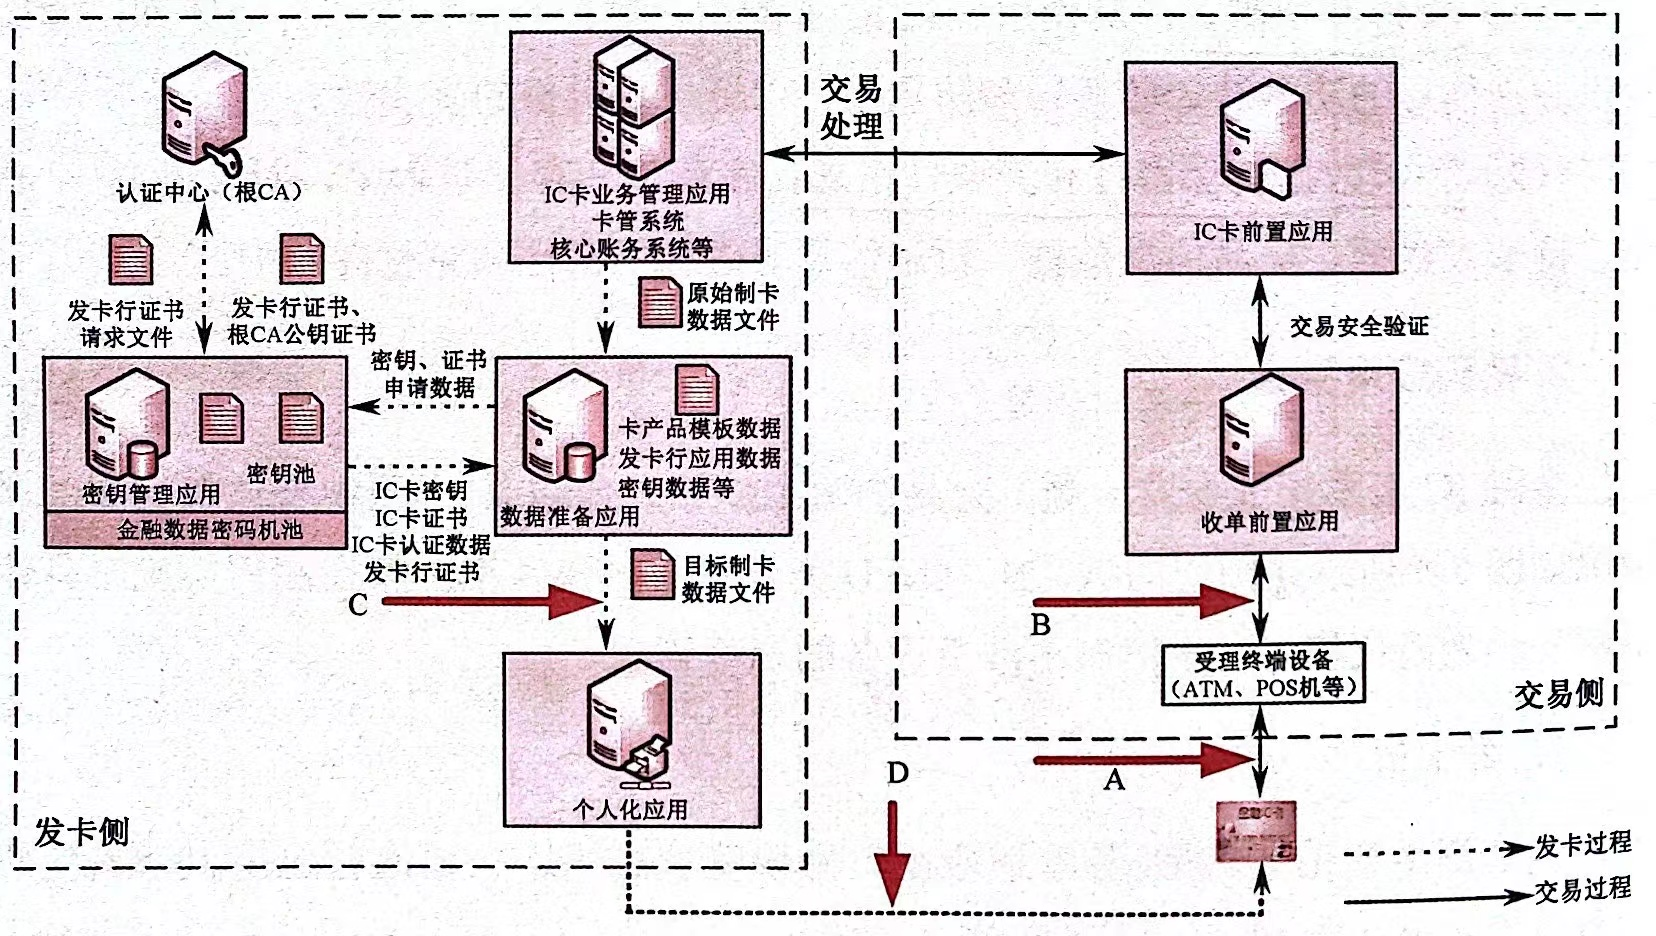 认证中心（根CA）
发卡行证书
请求文件
发卡行证书、
根CA公钥证书
IC卡业务管理应用
卡管系统
核心账务系统等
原始制卡
数据文件
密钥、证书
申请数据
密钥池
密钥管理应用
金融数据密码机池
IC卡密钥
IC卡证书
IC卡认证数据
发卡行证书
卡产品模板数据
发卡行应用数据
密钥数据等
数据准备应用
目标制卡
数据文件
C
个人化应用
发卡侧
交易
处理
IC卡前置应用
交易安全验证
收单前置应用
B
受理终端设备
（ATM、POS机等）
交易侧
A
D
发卡过程
交易过程